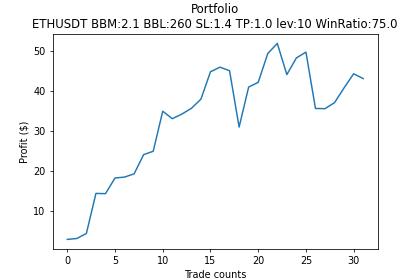 Portfolio
ETHUSDT BBM:2.1 BBL:260 SL:1.4 TP:1.0 lev:10 WinRatio:75.0
50
40
30
20
10
Profit ($)
0 5 10 15 20 25 30
Trade counts